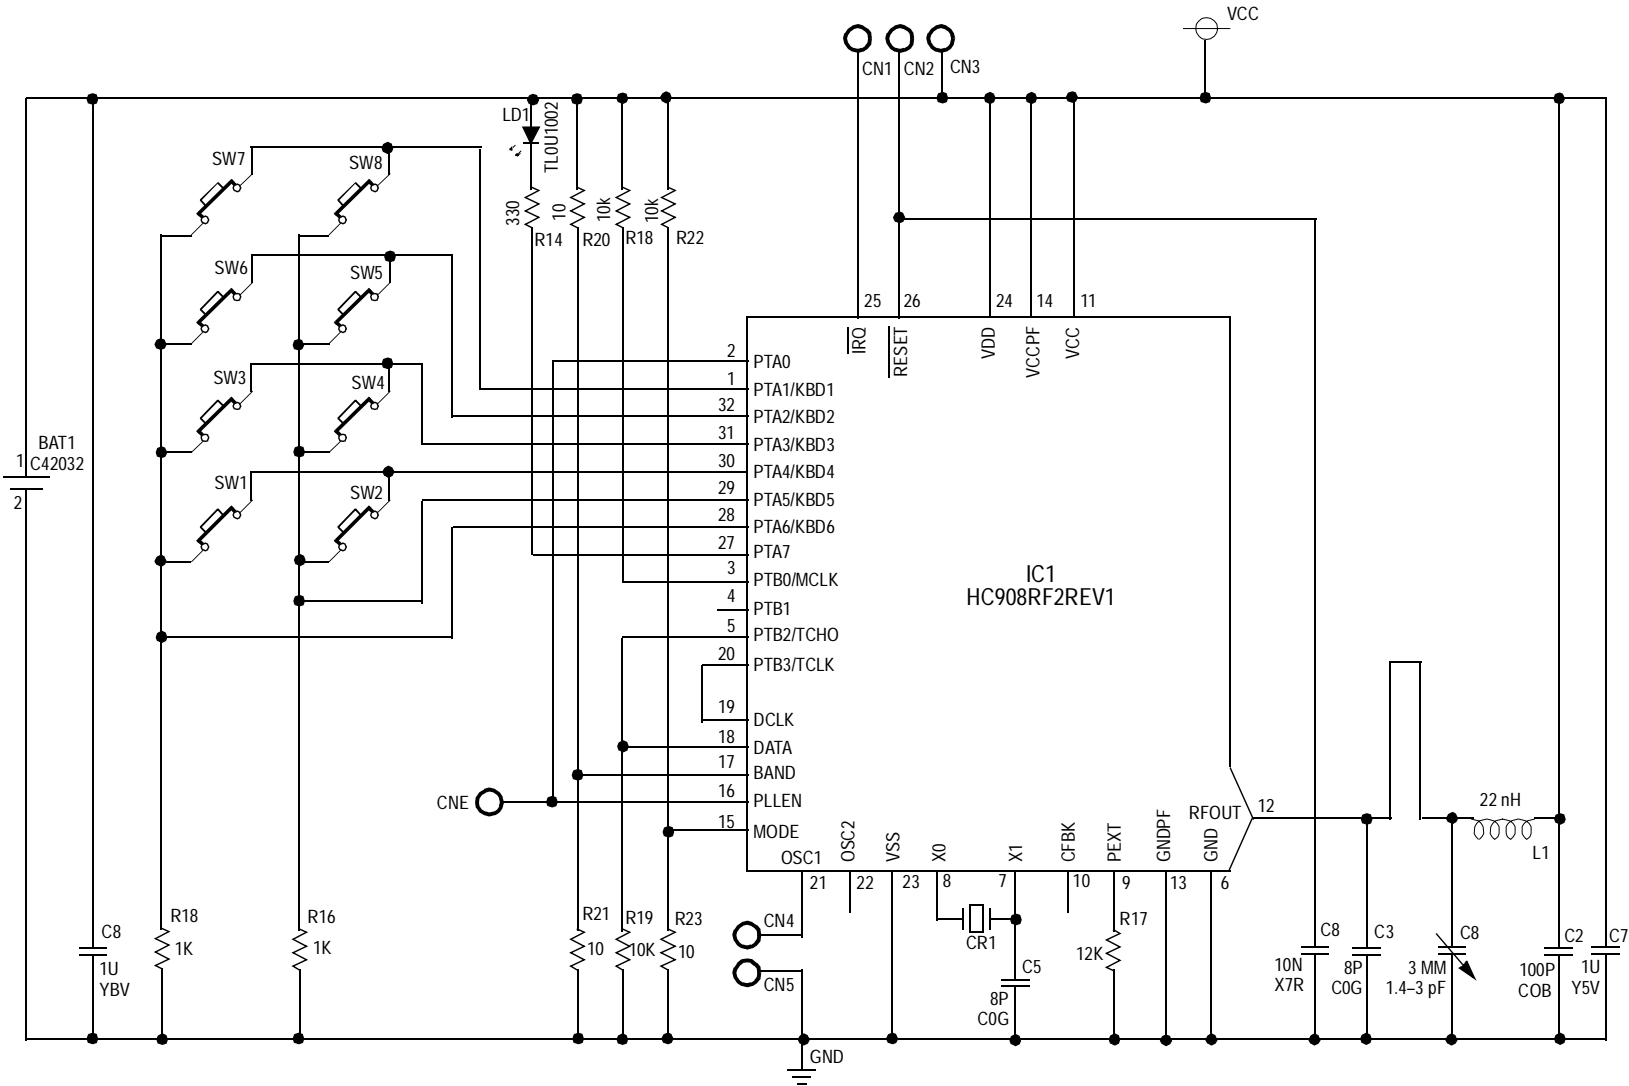 VCC
CN1
CN2
CN3
LD1
TL0U1002
SW7
SW8
330
R14
10
R20
10k
R18
10k
R22
SW6
SW5
25
26
24
14
11
IRQ
RESET
VDD
VCCPF
VCC
SW3
SW4
2
PTA0
1
PTA1/KBD1
32
PTA2/KBD2
31
PTA3/KBD3
30
PTA4/KBD4
29
PTA5/KBD5
28
PTA6/KBD6
27
PTA7
3
PTB0/MCLK
4
PTB1
5
PTB2/TCHO
20
PTB3/TCLK
19
DCLK
18
DATA
17
BAND
16
PLLEN
15
MODE
BAT1
1
C42032
2
SW1
SW2
IC1
HC908RF2REV1
CNE
RFOUT
12
22 nH
L1
OSC1
OSC2
VSS
X0
X1
CFBK
PEXT
GNDPF
GND
21
22
23
8
7
10
9
13
6
C8
1U
YBV
R18
1K
R16
1K
R21
10
R19
10K
R23
10
CN4
CN5
CR1
C5
8P
C0G
R17
12K
C8
10N
X7R
C3
8P
C0G
C8
3 MM
1.4–3 pF
C2
100P
COB
C7
1U
Y5V
GND